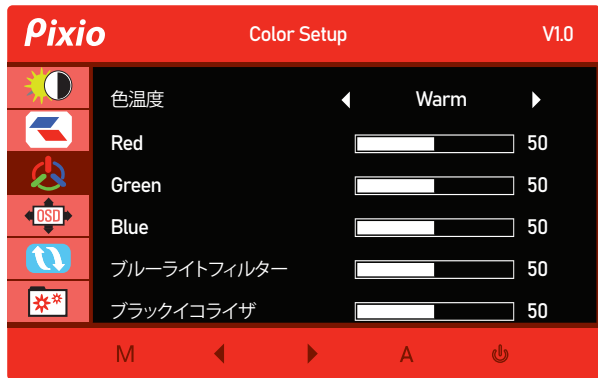 Pixio Color Setup V1.0
色温度 Warm
Red 50
Green 50
OSD
Blue 50
ブルーライトフィルター 50
ブラックイコライザ 50
M A